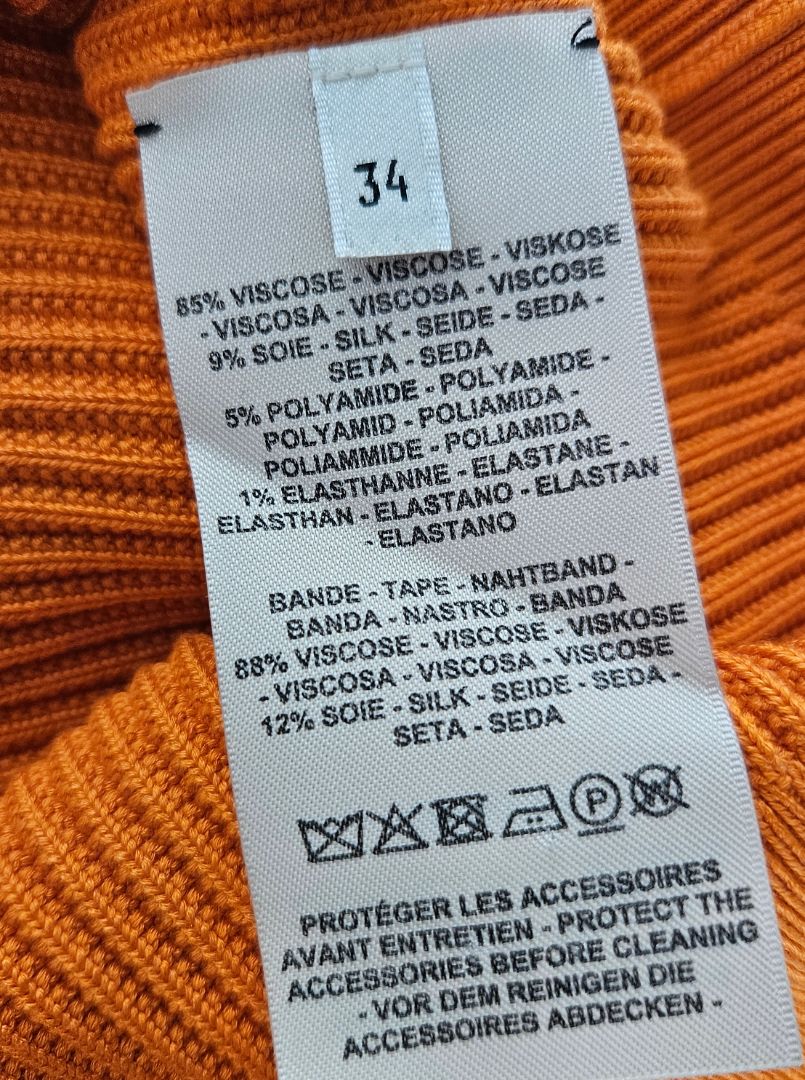 34
85% VISCOSE - VISCOSE - VISKOSE
- VISCOSA - VISCOSA - VISCOSE
9% SOIE - SILK - SEIDE - SEDA -
SETA - SEDA
5% POLYAMIDE - POLYAMIDE -
POLYAMID - POLIAMIDA -
POLIAMMIDE - POLIAMIDA
1% ELASTHANNE - ELASTANE -
ELASTHAN - ELASTANO - ELASTAN
- ELASTANO
BANDE - TAPE - NAHTBAND -
BANDA - NASTRO - BANDA
88% VISCOSE - VISCOSE - VISKOSE
- VISCOSA - VISCOSA - VISCOSE
12% SOIE - SILK - SEIDE - SEDA -
SETA - SEDA
P W
PROTÉGER LES ACCESSOIRES
AVANT ENTRETIEN - PROTECT THE
ACCESSORIES BEFORE CLEANING
- VOR DEM REINIGEN DIE
ACCESSOIRES ABDECKEN -